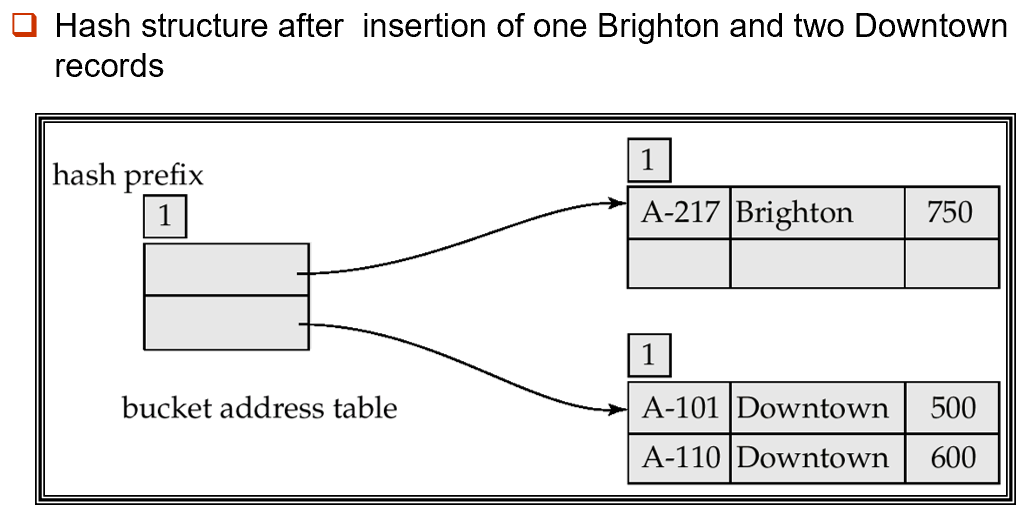 Hash structure after insertion of one Brighton and two Downtown
records
hash prefix
1
bucket address table
1
A-217 Brighton 750
1
A-101 Downtown 500
A-110 Downtown 600